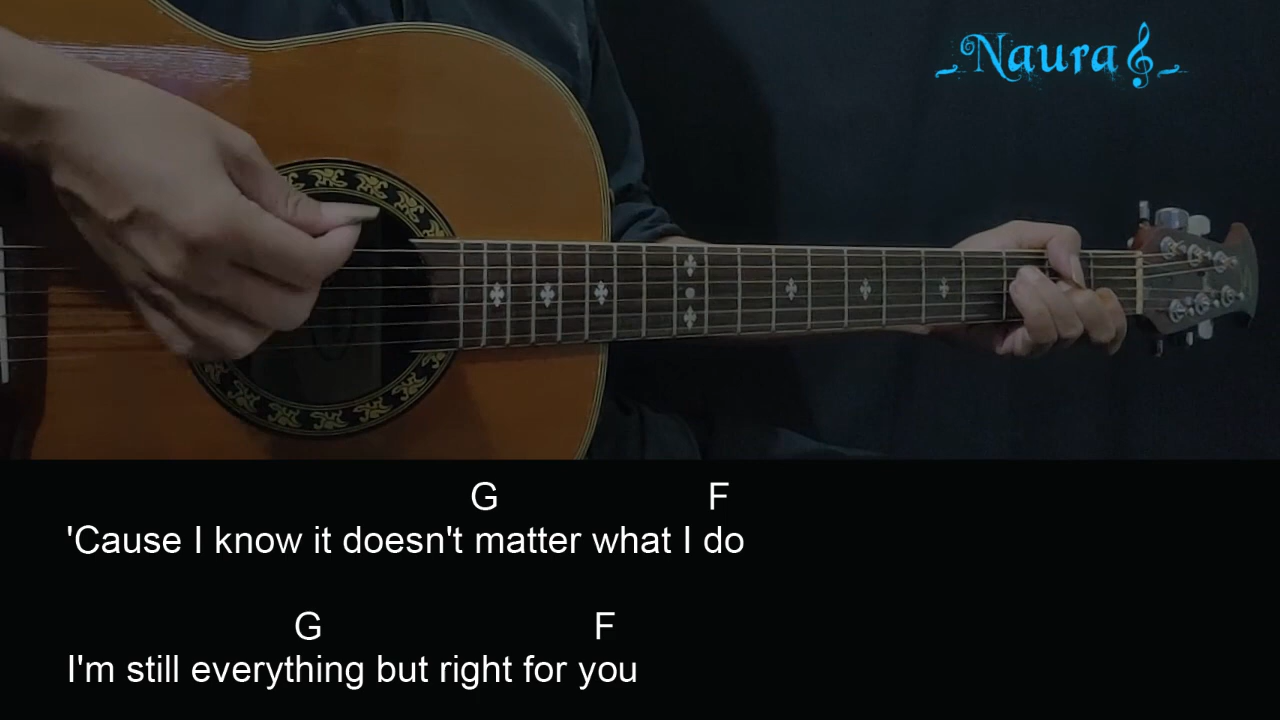 Naura
G F
'Cause I know it doesn't matter what I do
G F
I'm still everything but right for you